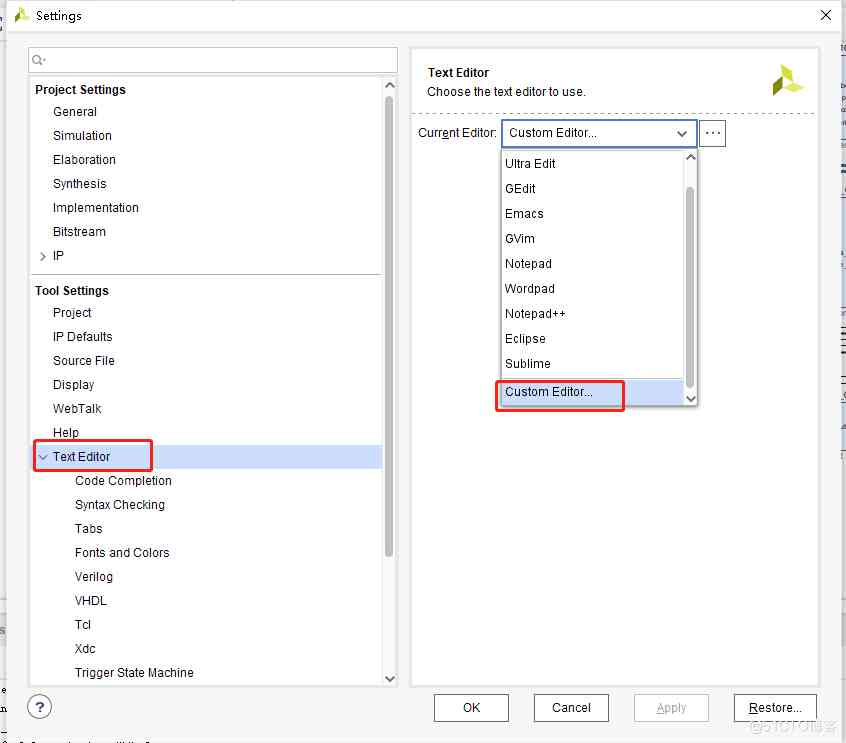 Settings
Project Settings
General
Simulation
Elaboration
Synthesis
Implementation
Bitstream
IP
Tool Settings
Project
IP Defaults
Source File
Display
WebTalk
Help
Text Editor
Code Completion
Syntax Checking
Tabs
Fonts and Colors
Verilog
VHDL
Tcl
Xdc
Trigger State Machine
Text Editor
Choose the text editor to use.
Current Editor: Custom Editor... ...
Ultra Edit
GEdit
Emacs
GVim
Notepad
Wordpad
Notepad++
Eclipse
Sublime
Custom Editor...
? OK Cancel Apply Restore...
@51CTO博客